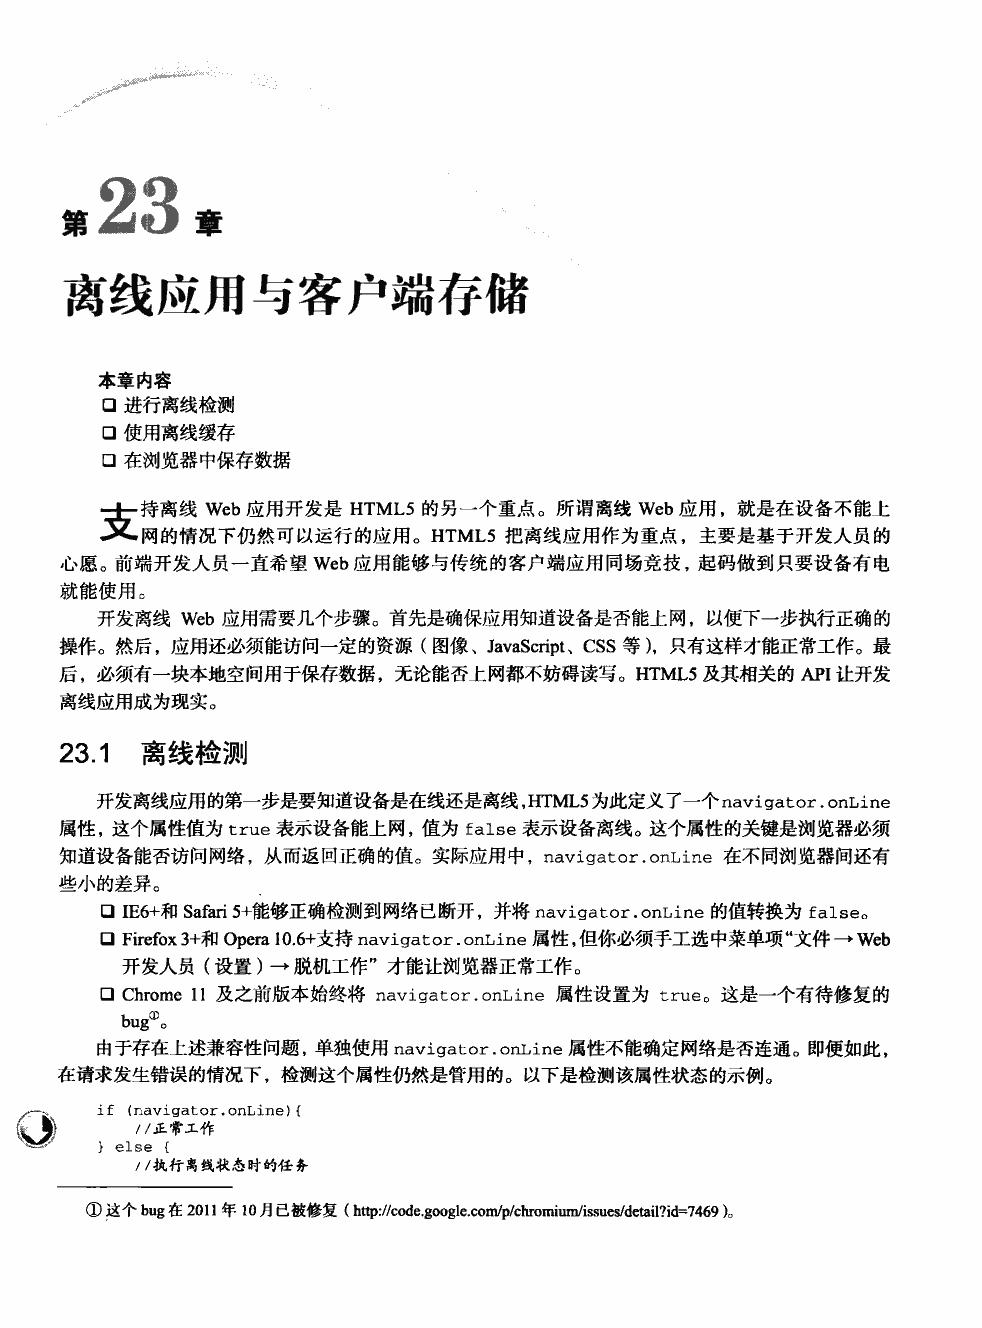 第23章
离线应用与客户端存储
本章内容
❑ 进行离线检测
❑ 使用离线缓存
❑ 在浏览器中保存数据
支持离线 Web 应用开发是 HTML5 的另一个重点。所谓离线 Web 应用，就是在设备不能上
网的情况下仍然可以运行的应用。HTML5 把离线应用作为重点，主要是基于开发人员的
心愿。前端开发人员一直希望 Web 应用能够与传统的客户端应用同场竞技，起码做到只要设备有电
就能使用。
开发离线 Web 应用需要几个步骤。首先是确保应用知道设备是否能上网，以便下一步执行正确的
操作。然后，应用还必须能访问一定的资源（图像、JavaScript、CSS 等），只有这样才能正常工作。最
后，必须有一块本地空间用于保存数据，无论能否上网都不妨碍读写。HTML5 及其相关的 API 让开发
离线应用成为现实。
23.1 离线检测
开发离线应用的第一步是要知道设备是在线还是离线,HTML5为此定义了一个navigator.onLine
属性，这个属性值为 true 表示设备能上网，值为 false 表示设备离线。这个属性的关键是浏览器必须
知道设备能否访问网络，从而返回正确的值。实际应用中，navigator.onLine 在不同浏览器间还有
些小的差异。
❑ IE6+和 Safari 5+能够正确检测到网络已断开，并将 navigator.onLine 的值转换为 false。
❑ Firefox 3+和 Opera 10.6+支持 navigator.onLine 属性,但你必须手工选中菜单项“文件→Web
开发人员（设置）→脱机工作”才能让浏览器正常工作。
❑ Chrome 11 及之前版本始终将 navigator.onLine 属性设置为 true。这是一个有待修复的
bug①。
由于存在上述兼容性问题，单独使用 navigator.onLine 属性不能确定网络是否连通。即便如此，
在请求发生错误的情况下，检测这个属性仍然是管用的。以下是检测该属性状态的示例。
if (navigator.onLine){
//正常工作
} else {
//执行离线状态时的任务
①这个 bug 在 2011 年 10 月已被修复（http://code.google.com/p/chromium/issues/detail?id=7469）。